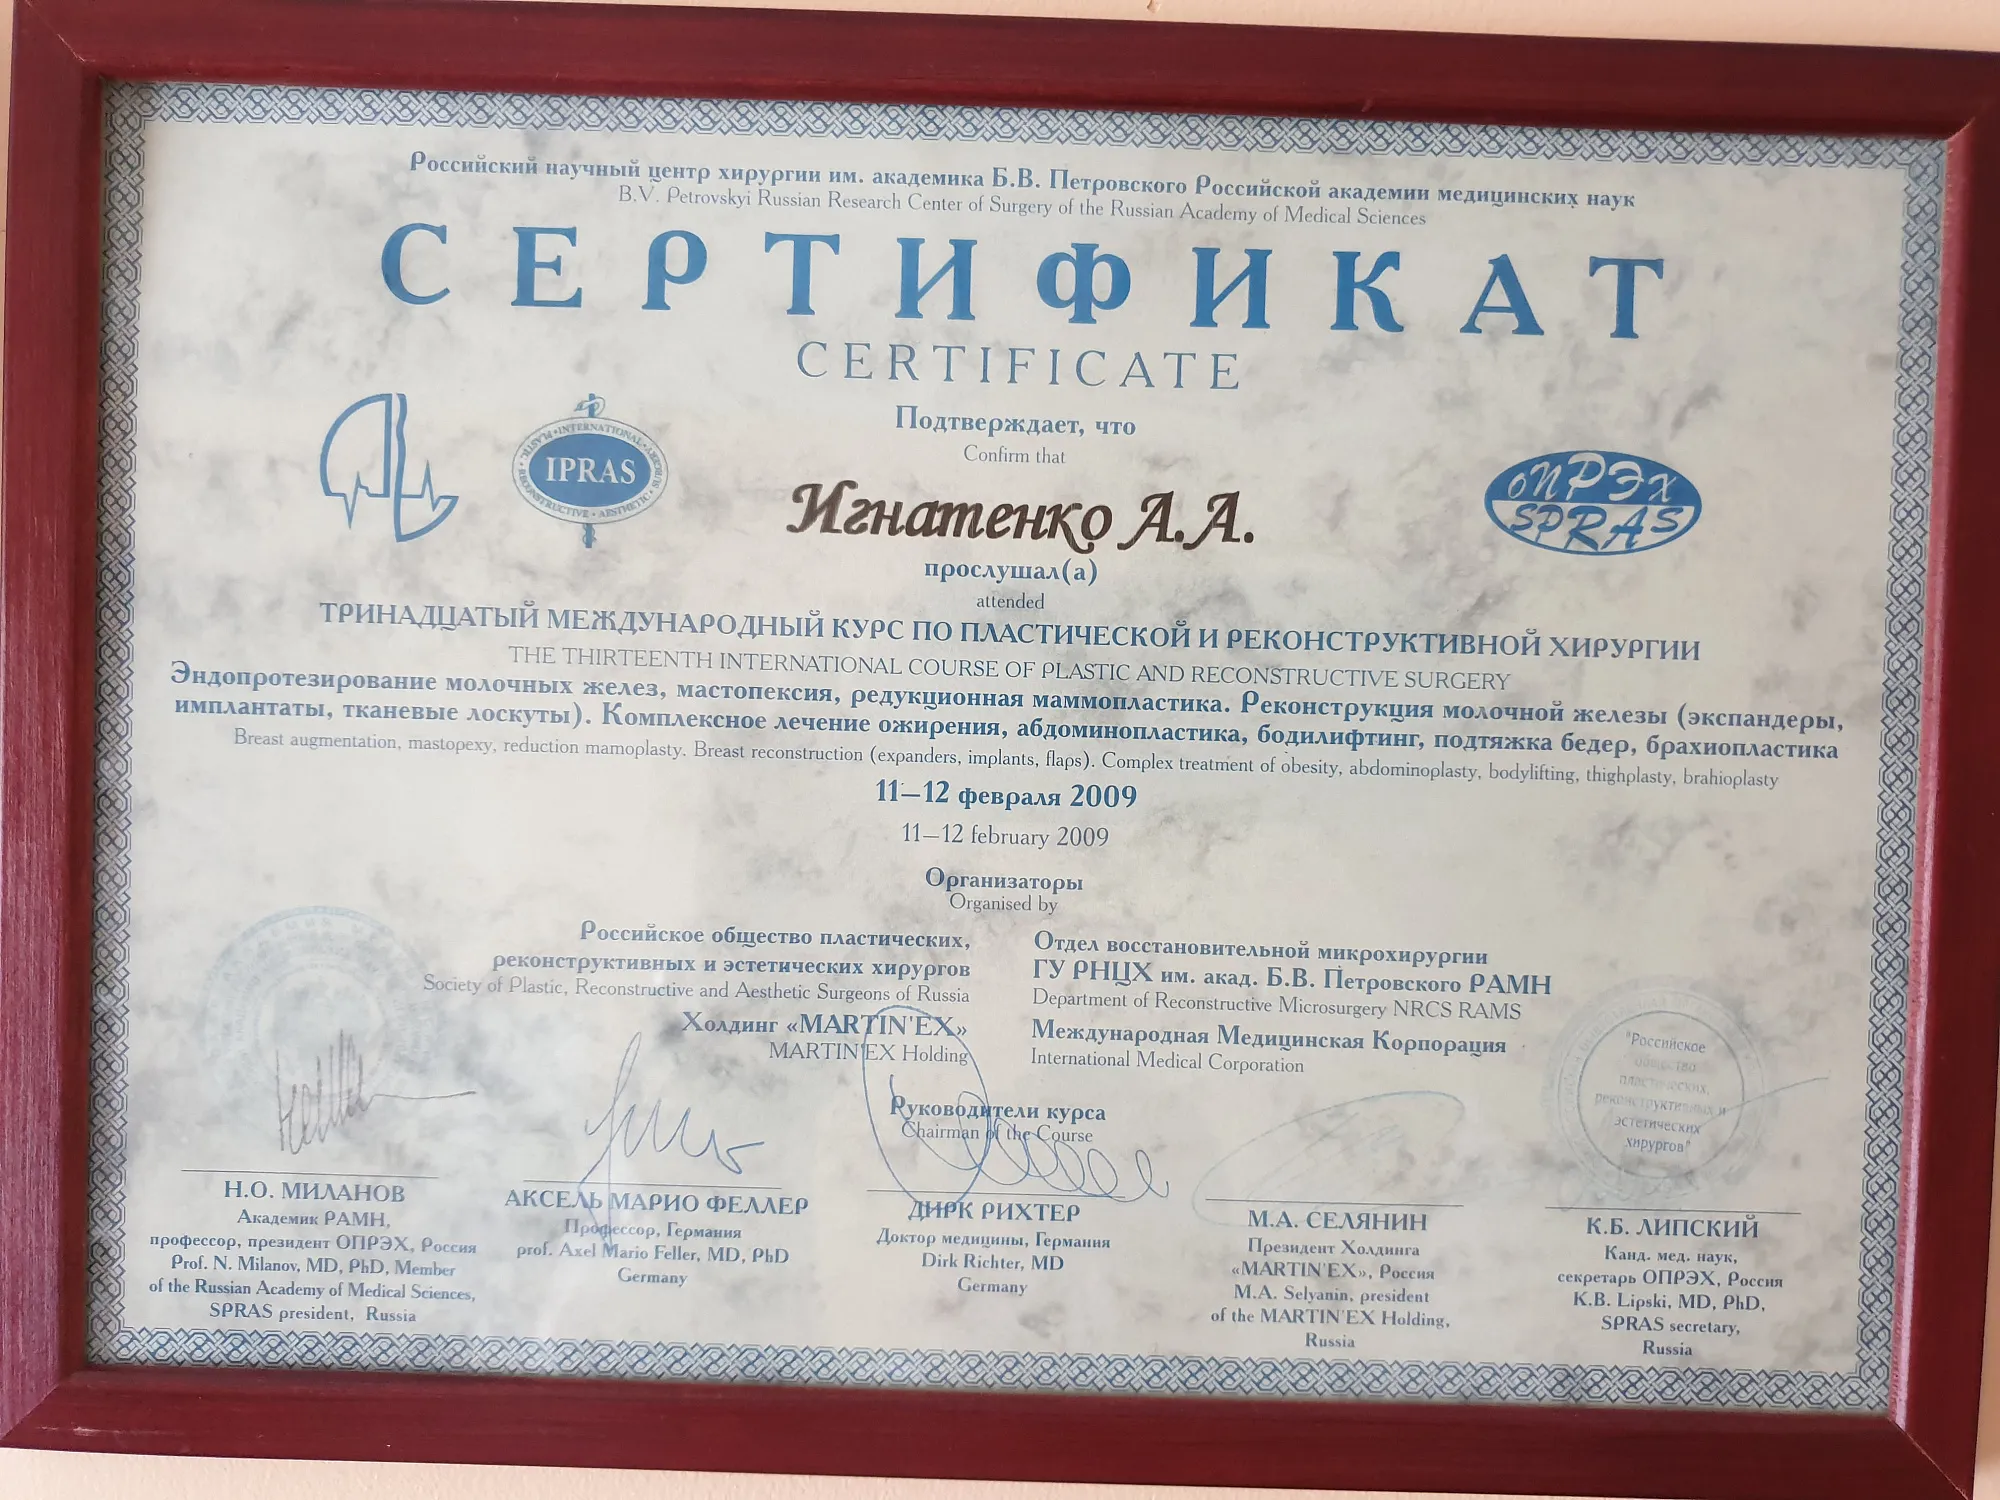 Российский научный центр хирургии им. академика Б.В. Петровского Российской академии медицинских наук
B.V. Petrovskyi Russian Research Center of Surgery of the Russian Academy of Medical Sciences
СЕРТИФИКАТ
CERTIFICATE
Подтверждает, что
Confirm that
IPRAS
INTERNATIONAL
PLASTIC RECONSTRUCTIVE AESTHETIC SURGERY
ОПРЭХ
SPRAS
Игнатенко А.А.
прослушал(а)
attended
ТРИНАДЦАТЫЙ МЕЖДУНАРОДНЫЙ КУРС ПО ПЛАСТИЧЕСКОЙ И РЕКОНСТРУКТИВНОЙ ХИРУРГИИ
THE THIRTEENTH INTERNATIONAL COURSE OF PLASTIC AND RECONSTRUCTIVE SURGERY
Эндопротезирование молочных желез, мастопексия, редукционная маммопластика. Реконструкция молочной железы (экспандеры,
имплантаты, тканевые лоскуты). Комплексное лечение ожирения, абдоминопластика, бодилифтинг, подтяжка бедер, брахиопластика
Breast augmentation, mastopexy, reduction mamoplasty. Breast reconstruction (expanders, implants, flaps). Complex treatment of obesity, abdominoplasty, bodylifting, thighplasty, brahioplasty
11–12 февраля 2009
11–12 february 2009
Организаторы
Organised by
Российское общество пластических,
реконструктивных и эстетических хирургов
Society of Plastic, Reconstructive and Aesthetic Surgeons of Russia
Холдинг «MARTIN'EX»
MARTIN'EX Holding
Отдел восстановительной микрохирургии
ГУ РНЦХ им. акад. Б.В. Петровского РАМН
Department of Reconstructive Microsurgery NRCS RAMS
Международная Медицинская Корпорация
International Medical Corporation
Руководители курса
Chairman of the Course
"Российское
общество
пластических,
реконструктивных и
эстетических
хирургов"
Н.О. МИЛАНОВ
Академик РАМН,
профессор, президент ОПРЭХ, Россия
Prof. N. Milanov, MD, PhD, Member
of the Russian Academy of Medical Sciences,
SPRAS president, Russia
АКСЕЛЬ МАРИО ФЕЛЛЕР
Профессор, Германия
prof. Axel Mario Feller, MD, PhD
Germany
ДИРК РИХТЕР
Доктор медицины, Германия
Dirk Richter, MD
Germany
М.А. СЕЛЯНИН
Президент Холдинга
«MARTIN'EX», Россия
M.A. Selyanin, president
of the MARTIN'EX Holding,
Russia
К.Б. ЛИПСКИЙ
Канд. мед. наук,
секретарь ОПРЭХ, Россия
K.B. Lipski, MD, PhD,
SPRAS secretary,
Russia